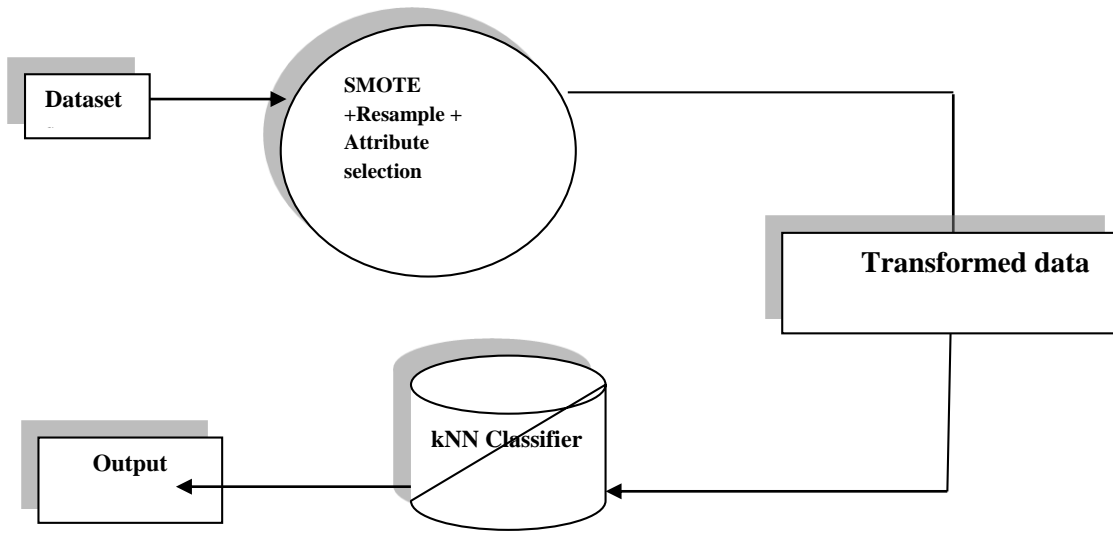 Dataset
SMOTE
+Resample +
Attribute
selection
Transformed data
kNN Classifier
Output